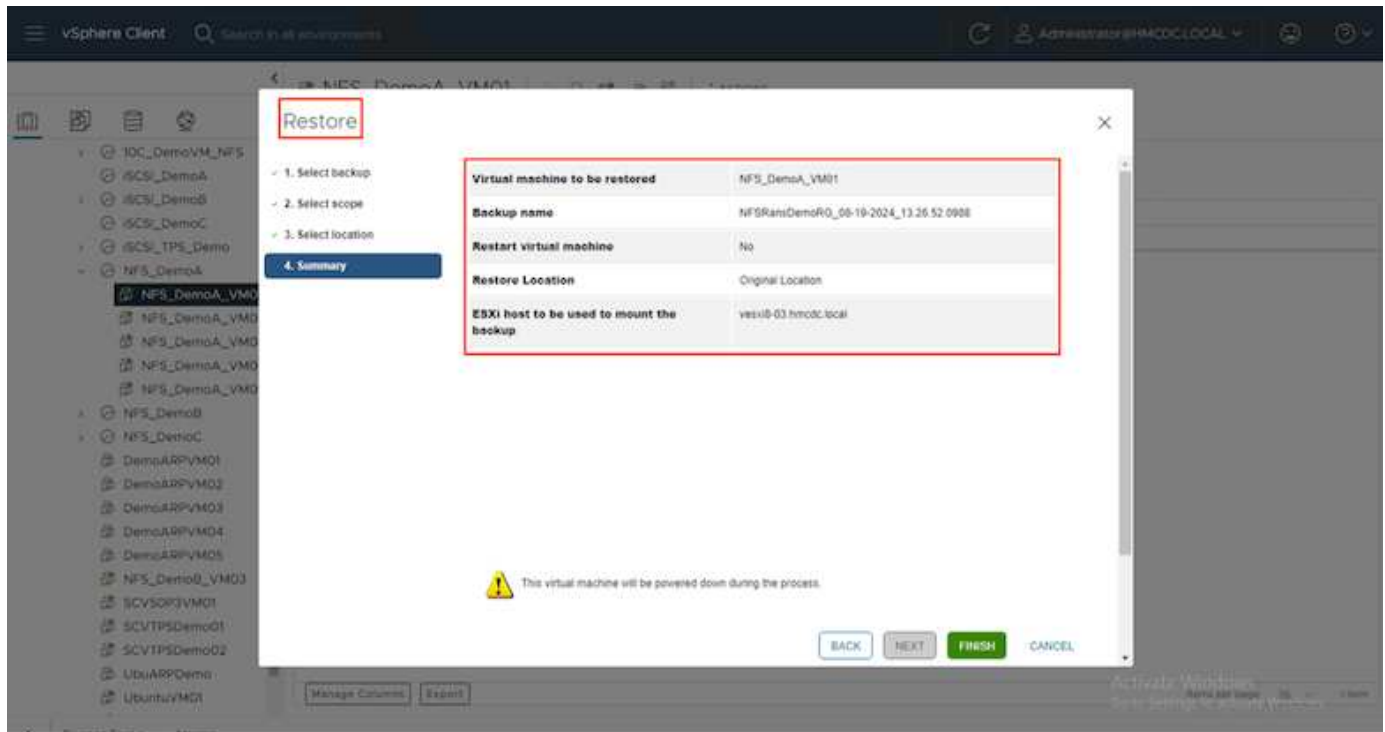 vSphere Client
Search in all environments
Administrator@HMCDC.LOCAL
NFS_DemoA_VM01
Restore
1. Select backup
2. Select scope
3. Select location
4. Summary
Virtual machine to be restored
NFS_DemoA_VM01
Backup name
NFSRansDemoRG_08-19-2024_13.26.52.0988
Restart virtual machine
No
Restore Location
Original Location
ESXi host to be used to mount the
backup
vesxi8-03.hmcdc.local
This virtual machine will be powered down during the process.
BACK
NEXT
FINISH
CANCEL
10C_DemoVM_NFS
iSCSI_DemoA
iSCSI_DemoB
iSCSI_DemoC
iSCSI_TPS_Demo
NFS_DemoA
NFS_DemoA_VM0
NFS_DemoA_VM0
NFS_DemoA_VM0
NFS_DemoA_VM0
NFS_DemoA_VM0
NFS_DemoB
NFS_DemoC
DemoARPVM01
DemoARPVM02
DemoARPVM03
DemoARPVM04
DemoARPVM05
NFS_DemoB_VM03
SCVSOP3VM01
SCVTPSDemo01
SCVTPSDemo02
UbuARPDemo
UbuntuVM01
Manage Columns
Export
Activate Windows